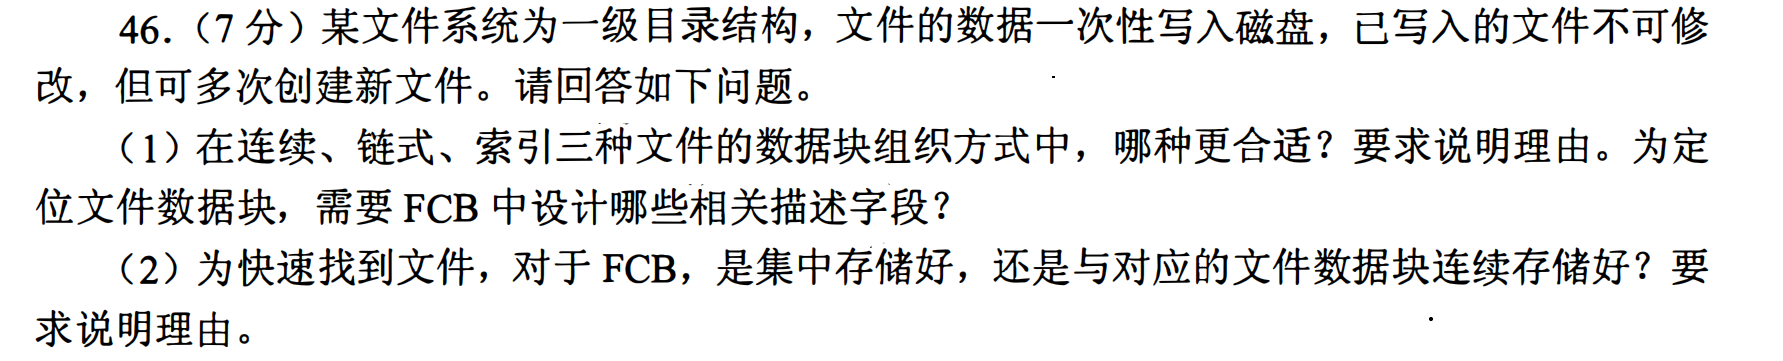 46.（7 分）某文件系统为一级目录结构，文件的数据一次性写入磁盘，已写入的文件不可修
改，但可多次创建新文件。请回答如下问题。
（1）在连续、链式、索引三种文件的数据块组织方式中，哪种更合适？要求说明理由。为定
位文件数据块，需要 FCB 中设计哪些相关描述字段？
（2）为快速找到文件，对于 FCB，是集中存储好，还是与对应的文件数据块连续存储好？要
求说明理由。